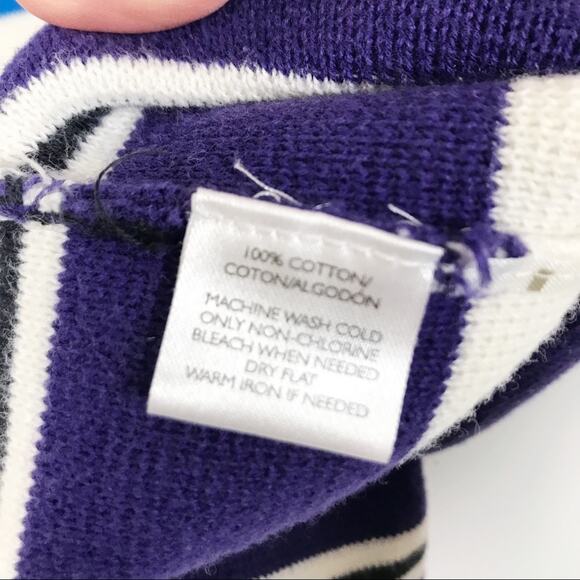 100% COTTON/
COTON/ALGODÓN
MACHINE WASH COLD
ONLY NON-CHLORINE
BLEACH WHEN NEEDED
DRY FLAT
WARM IRON IF NEEDED